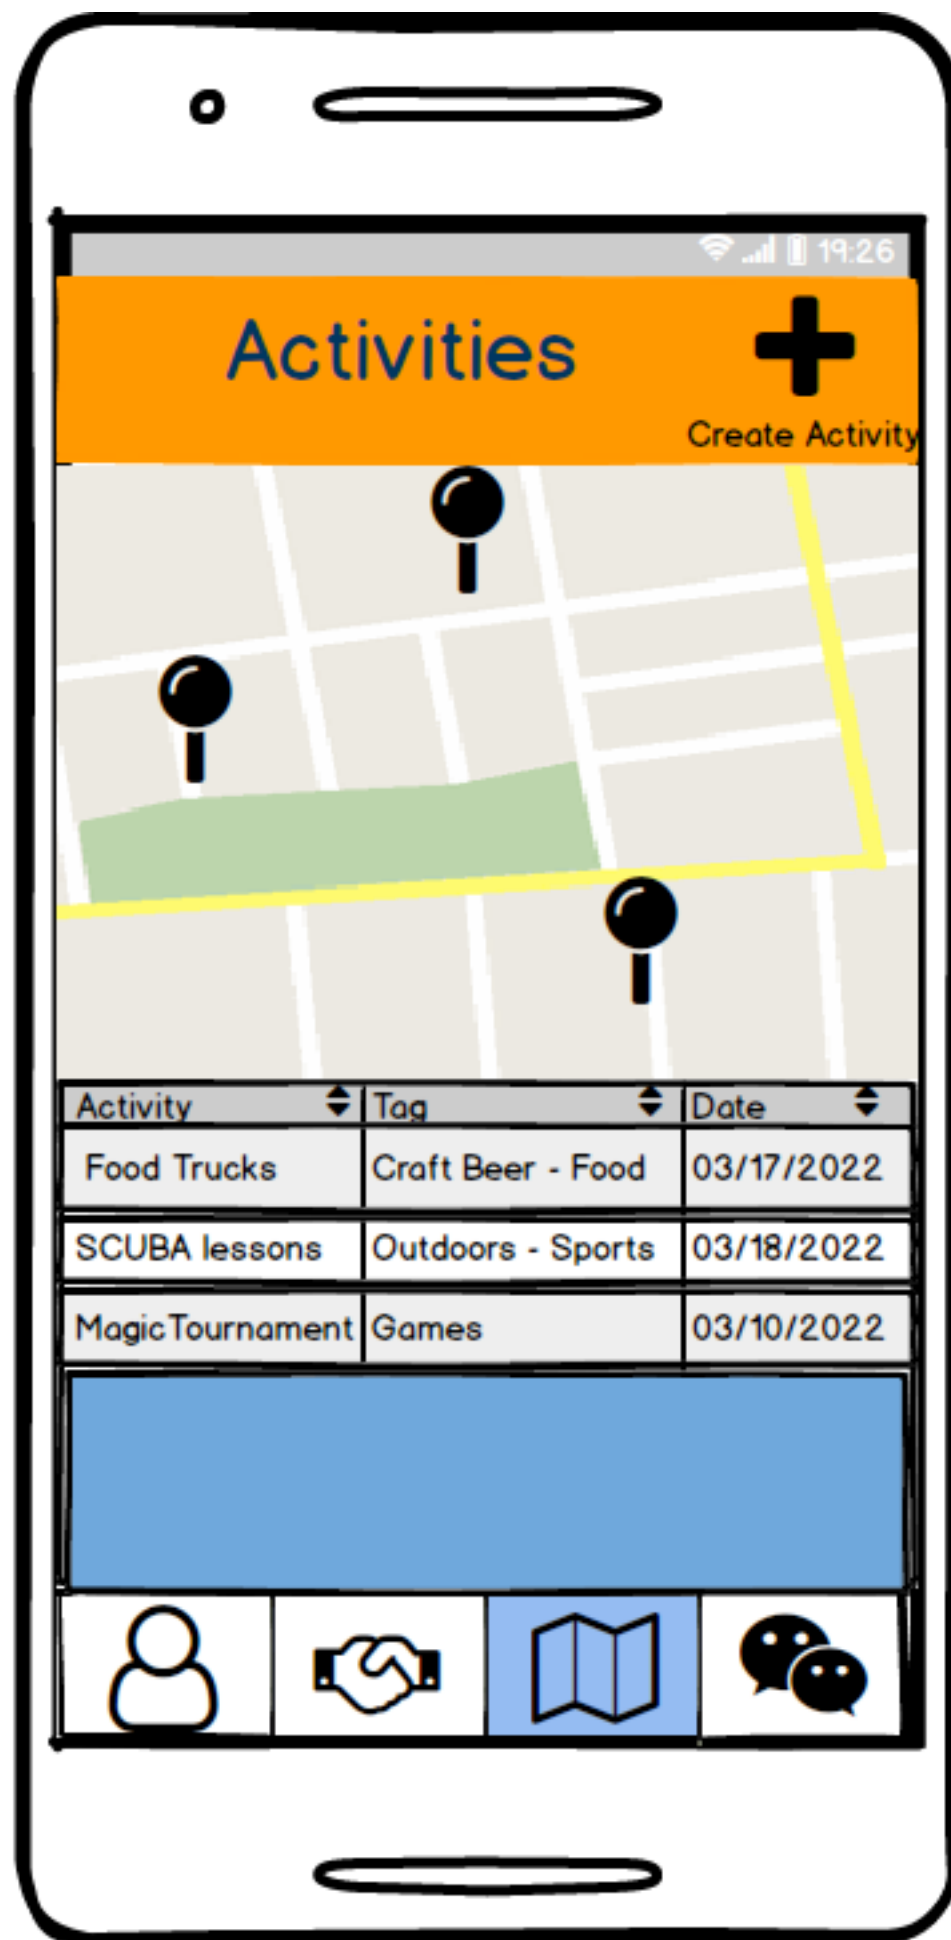 19:26
Activities
Create Activity
Activity Tag Date
Food Trucks Craft Beer - Food 03/17/2022
SCUBA lessons Outdoors - Sports 03/18/2022
MagicTournament Games 03/10/2022